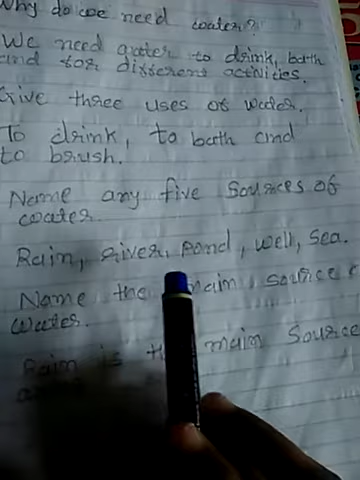 Why do we need water?
We need water to drink, bath
and for different activities.
Give three uses of water.
To drink, to bath and
to brush.
Name any five sources of
water.
Rain, river, pond, well, sea.
Name the main source
water.
Rain is the main source